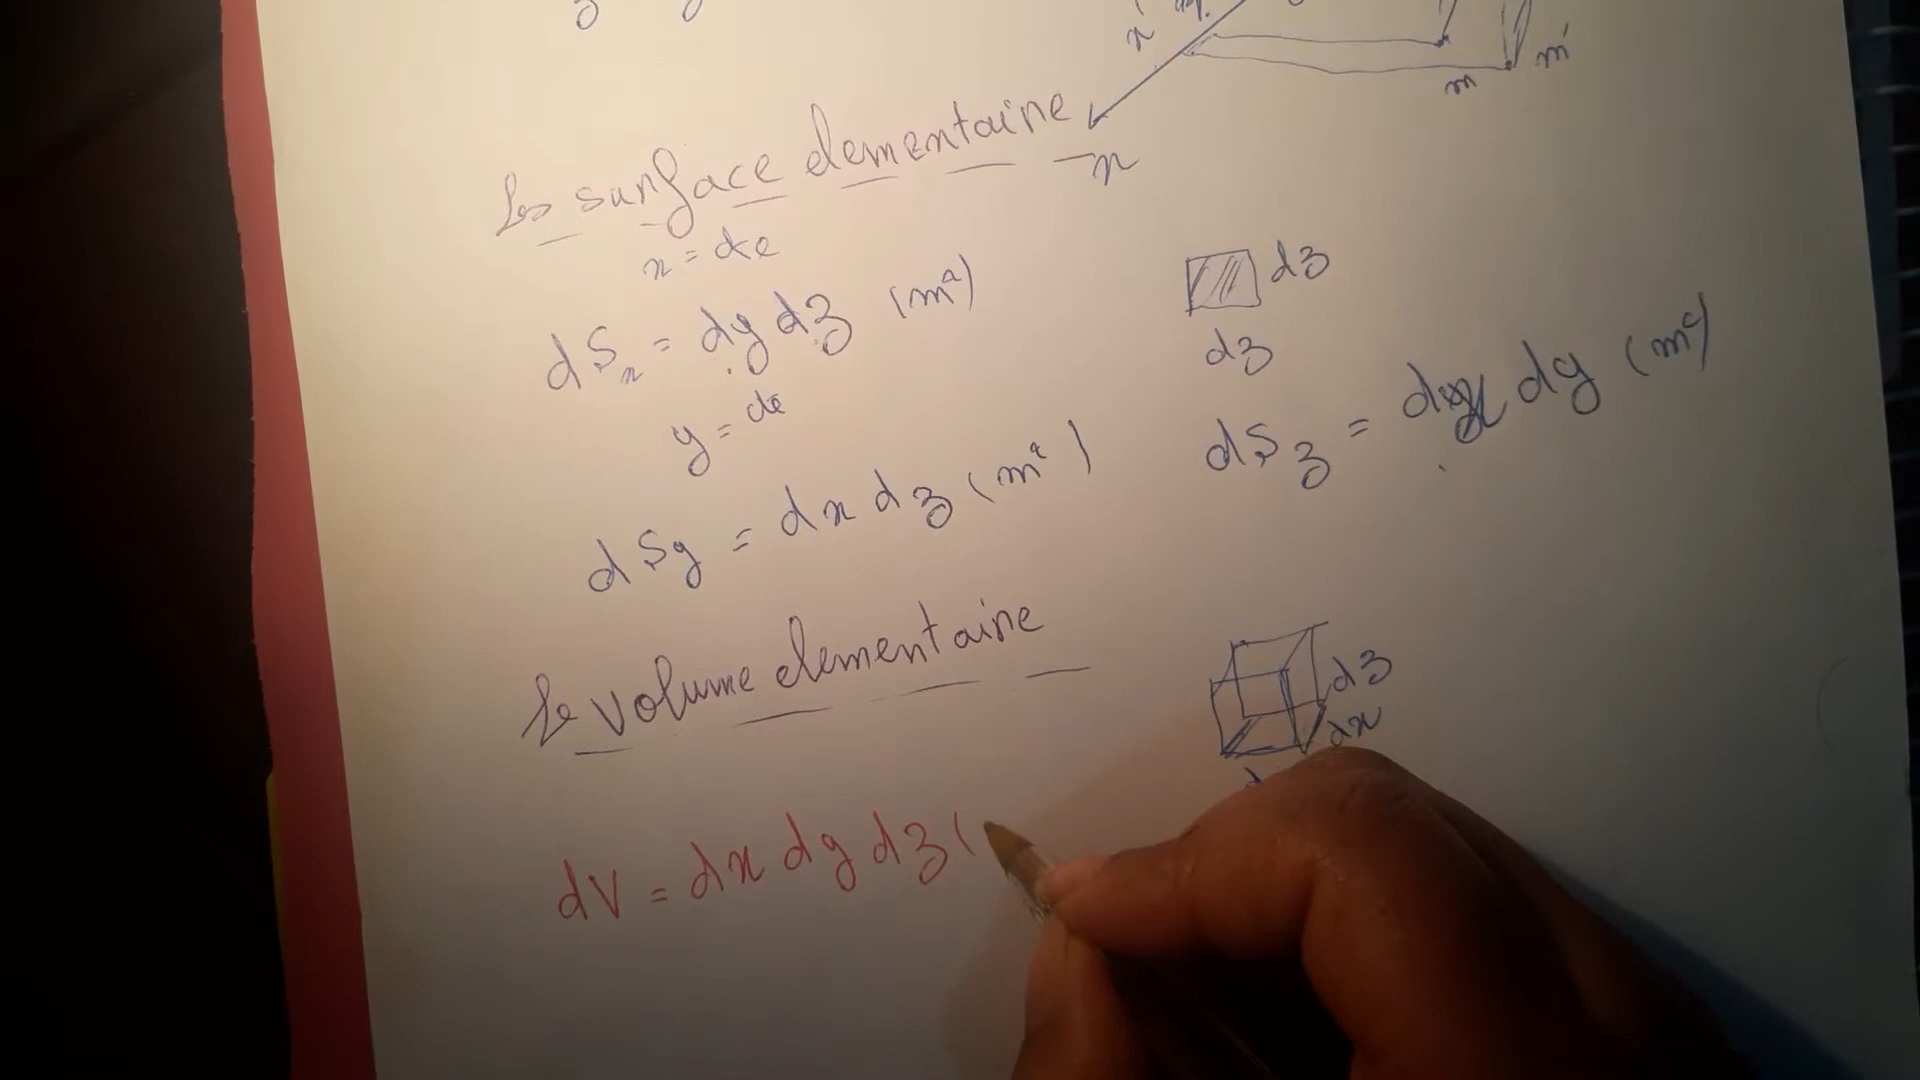 x
m
m'
x
Les surface elementaire
x = cte
dSx = dy dz (m²)
dz
dz
y = cte
dSy = dx dz (m²)
dSz = dx dy (m²)
Le volume elementaire
dz
dx
d
dV = dx dy dz (